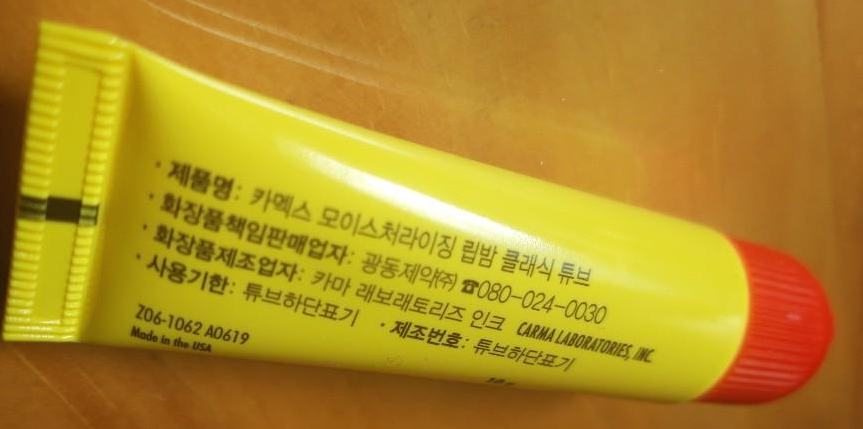 · 제품명: 카멕스 모이스처라이징 립밤 클래식 튜브
· 화장품책임판매업자: 광동제약(주) ☎080-024-0030
· 화장품제조업자: 카마 래보래토리즈 인크 CARMA LABORATORIES, INC.
· 사용기한: 튜브하단표기 · 제조번호: 튜브하단표기
Z06-1062 A0619
Made in the USA